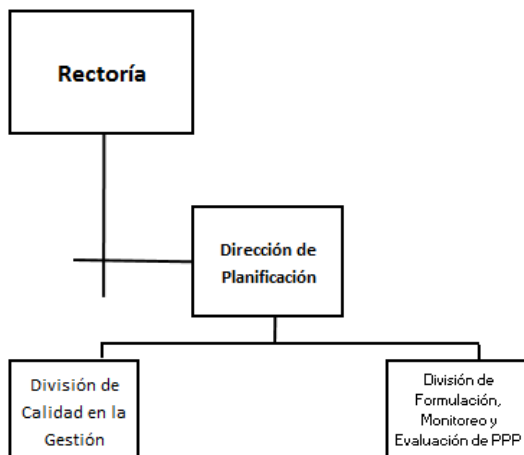 Rectoría
Dirección de
Planificación
División de
Calidad en la
Gestión
División de
Formulación,
Monitoreo y
Evaluación de PPP